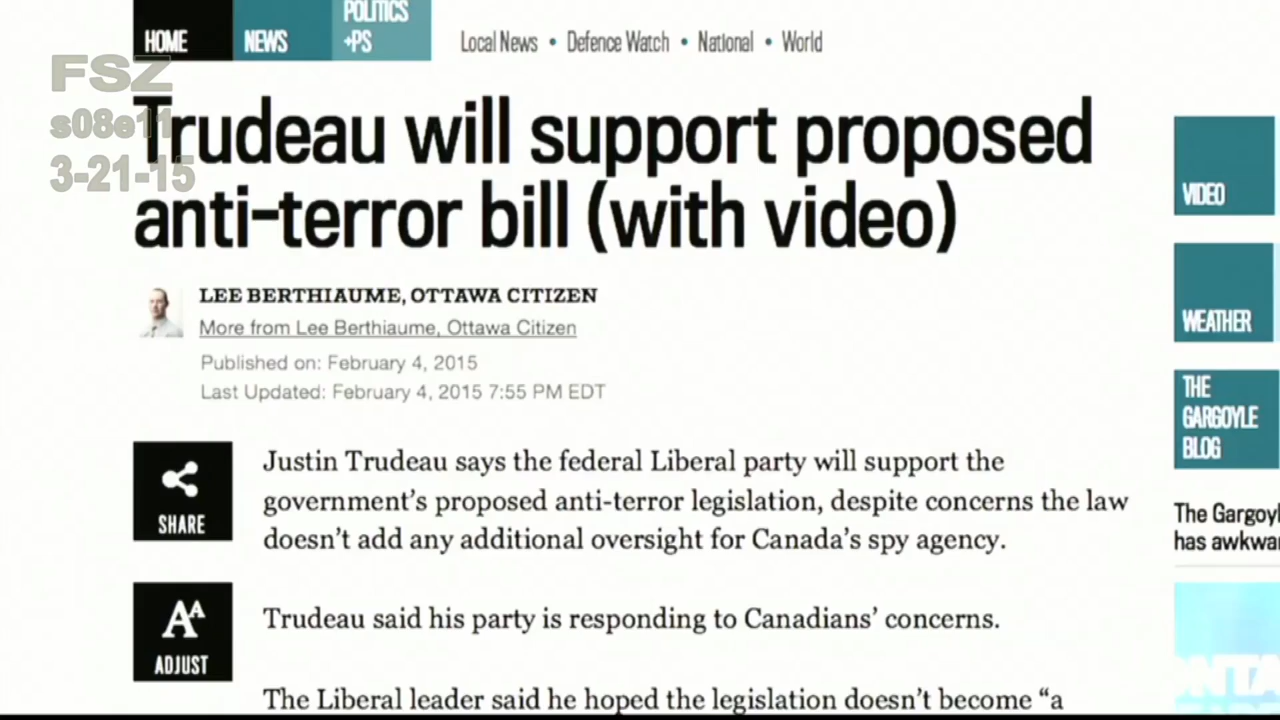 HOME
NEWS
POLITICS
+PS
Local News • Defence Watch • National • World
FSZ
s08e11
3-21-15
Trudeau will support proposed
anti-terror bill (with video)
LEE BERTHIAUME, OTTAWA CITIZEN
More from Lee Berthiaume, Ottawa Citizen
Published on: February 4, 2015
Last Updated: February 4, 2015 7:55 PM EDT
SHARE
Justin Trudeau says the federal Liberal party will support the
government’s proposed anti-terror legislation, despite concerns the law
doesn’t add any additional oversight for Canada’s spy agency.
AA
ADJUST
Trudeau said his party is responding to Canadians’ concerns.
The Liberal leader said he hoped the legislation doesn’t become “a
VIDEO
WEATHER
THE
GARGOYLE
BLOG
The Gargoyl
has awkwa